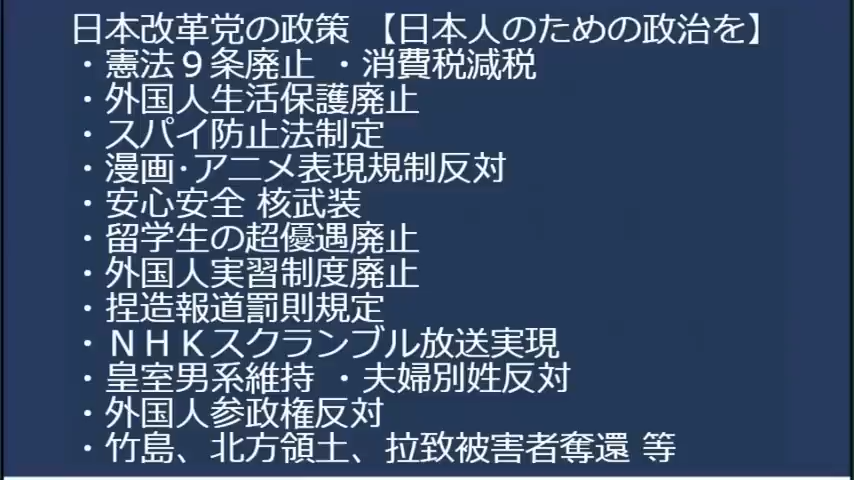 日本改革党の政策 【日本人のための政治を】
・憲法９条廃止 ・消費税減税
・外国人生活保護廃止
・スパイ防止法制定
・漫画･アニメ表現規制反対
・安心安全 核武装
・留学生の超優遇廃止
・外国人実習制度廃止
・捏造報道罰則規定
・ＮＨＫスクランブル放送実現
・皇室男系維持 ・夫婦別姓反対
・外国人参政権反対
・竹島、北方領土、拉致被害者奪還 等